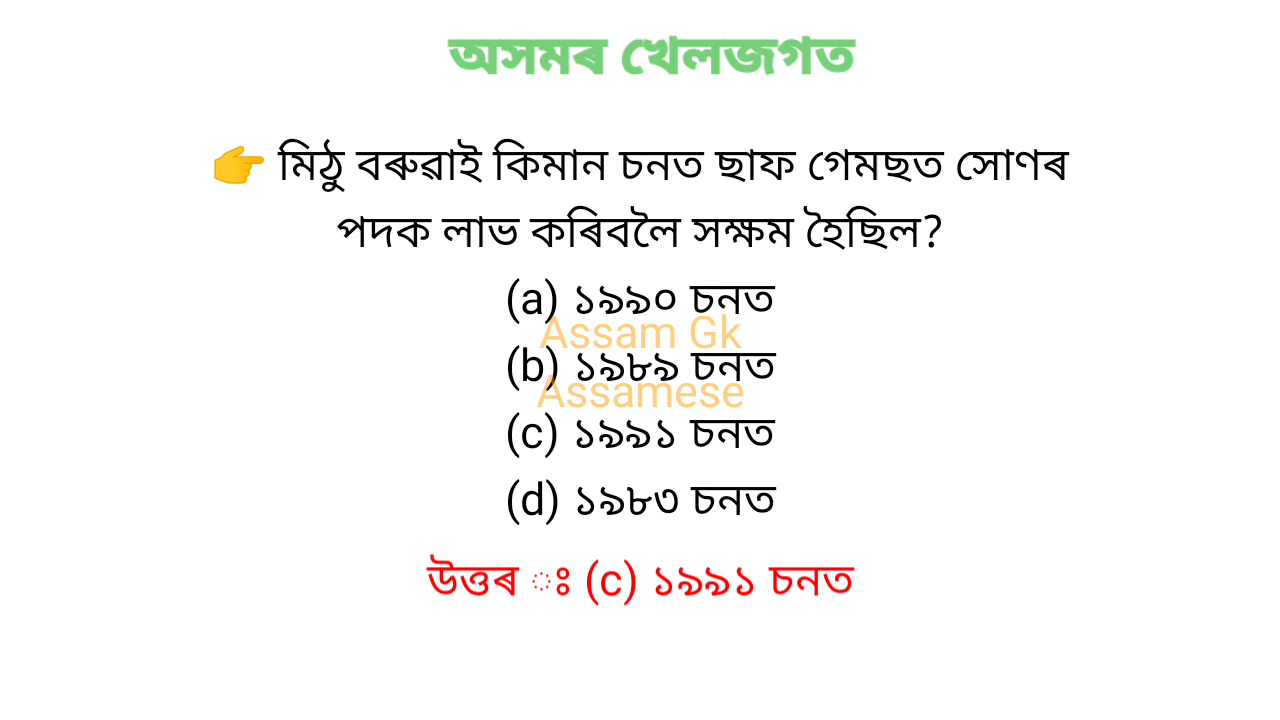 অসমৰ খেলজগত
👉 মিঠু বৰুৱাই কিমান চনত ছাফ গেমছত সোণৰ
পদক লাভ কৰিবলৈ সক্ষম হৈছিল?
(a) ১৯৯০ চনত
Assam Gk
(b) ১৯৮৯ চনত
Assamese
(c) ১৯৯১ চনত
(d) ১৯৮৩ চনত
উত্তৰ ঃ (c) ১৯৯১ চনত